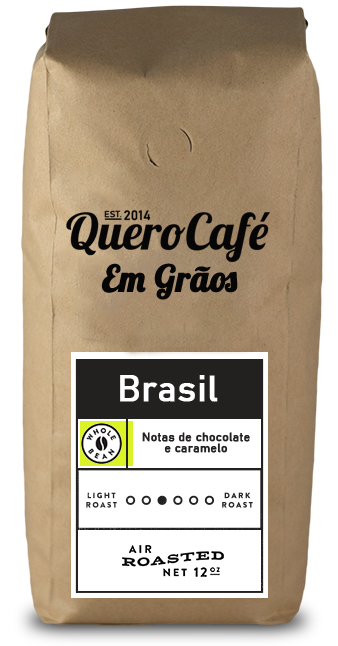 EST. 2014
QueroCafé
Em Grãos
Brasil
WHOLE BEAN
Notas de chocolate
e caramelo
LIGHT ROAST
DARK ROAST
AIR
ROASTED
NET 12 oz